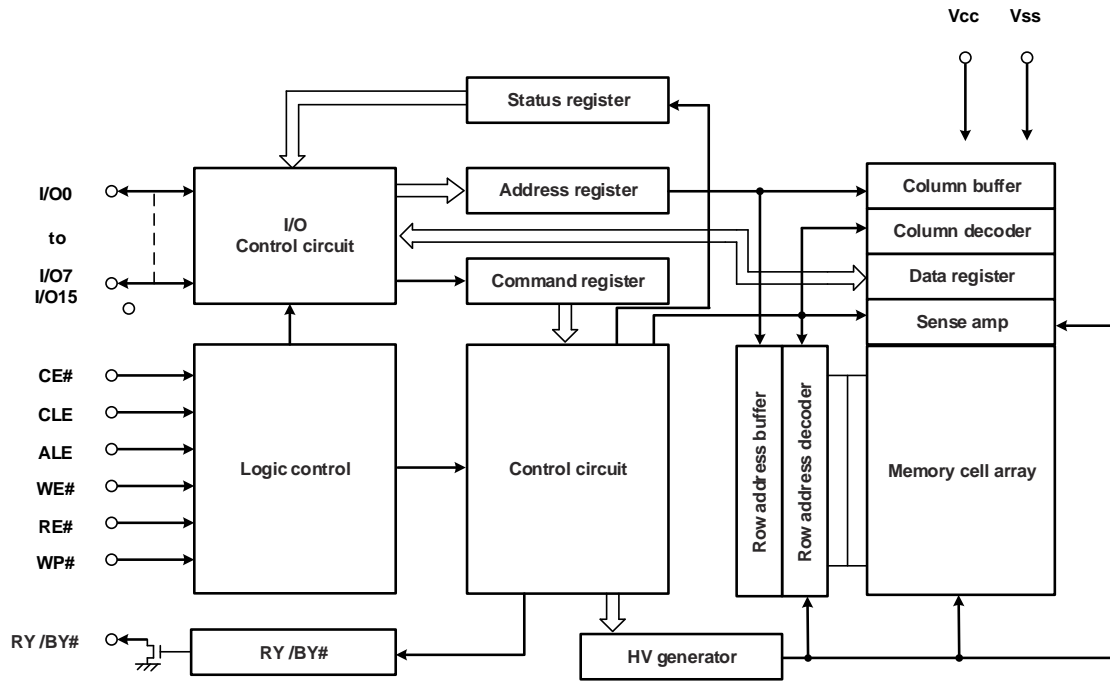 Vcc
Vss
Status register
I/O0
to
I/O7
I/O15
I/O
Control circuit
Address register
Command register
Column buffer
Column decoder
Data register
Sense amp
CE#
CLE
ALE
WE#
RE#
WP#
Logic control
Control circuit
Row address buffer
Row address decoder
Memory cell array
RY /BY#
RY /BY#
HV generator